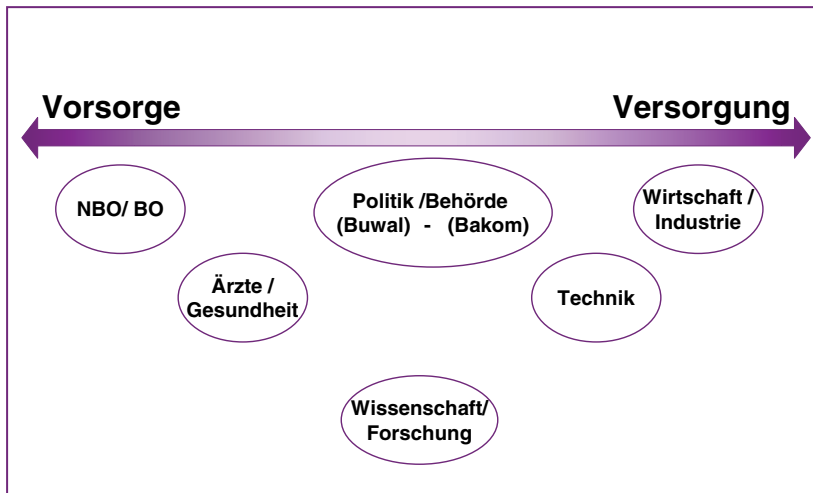 Vorsorge
Versorgung
NBO/ BO
Politik /Behörde
(Buwal) - (Bakom)
Wirtschaft /
Industrie
Ärzte /
Gesundheit
Technik
Wissenschaft/
Forschung